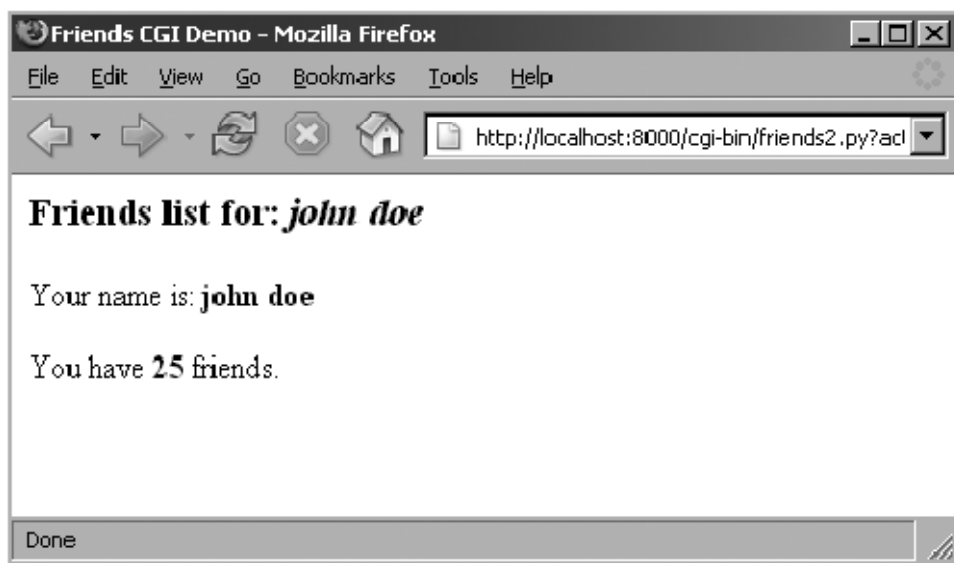 Friends CGI Demo - Mozilla Firefox
File Edit View Go Bookmarks Tools Help
http://localhost:8000/cgi-bin/friends2.py?act
Friends list for: john doe
Your name is: john doe
You have 25 friends.
Done